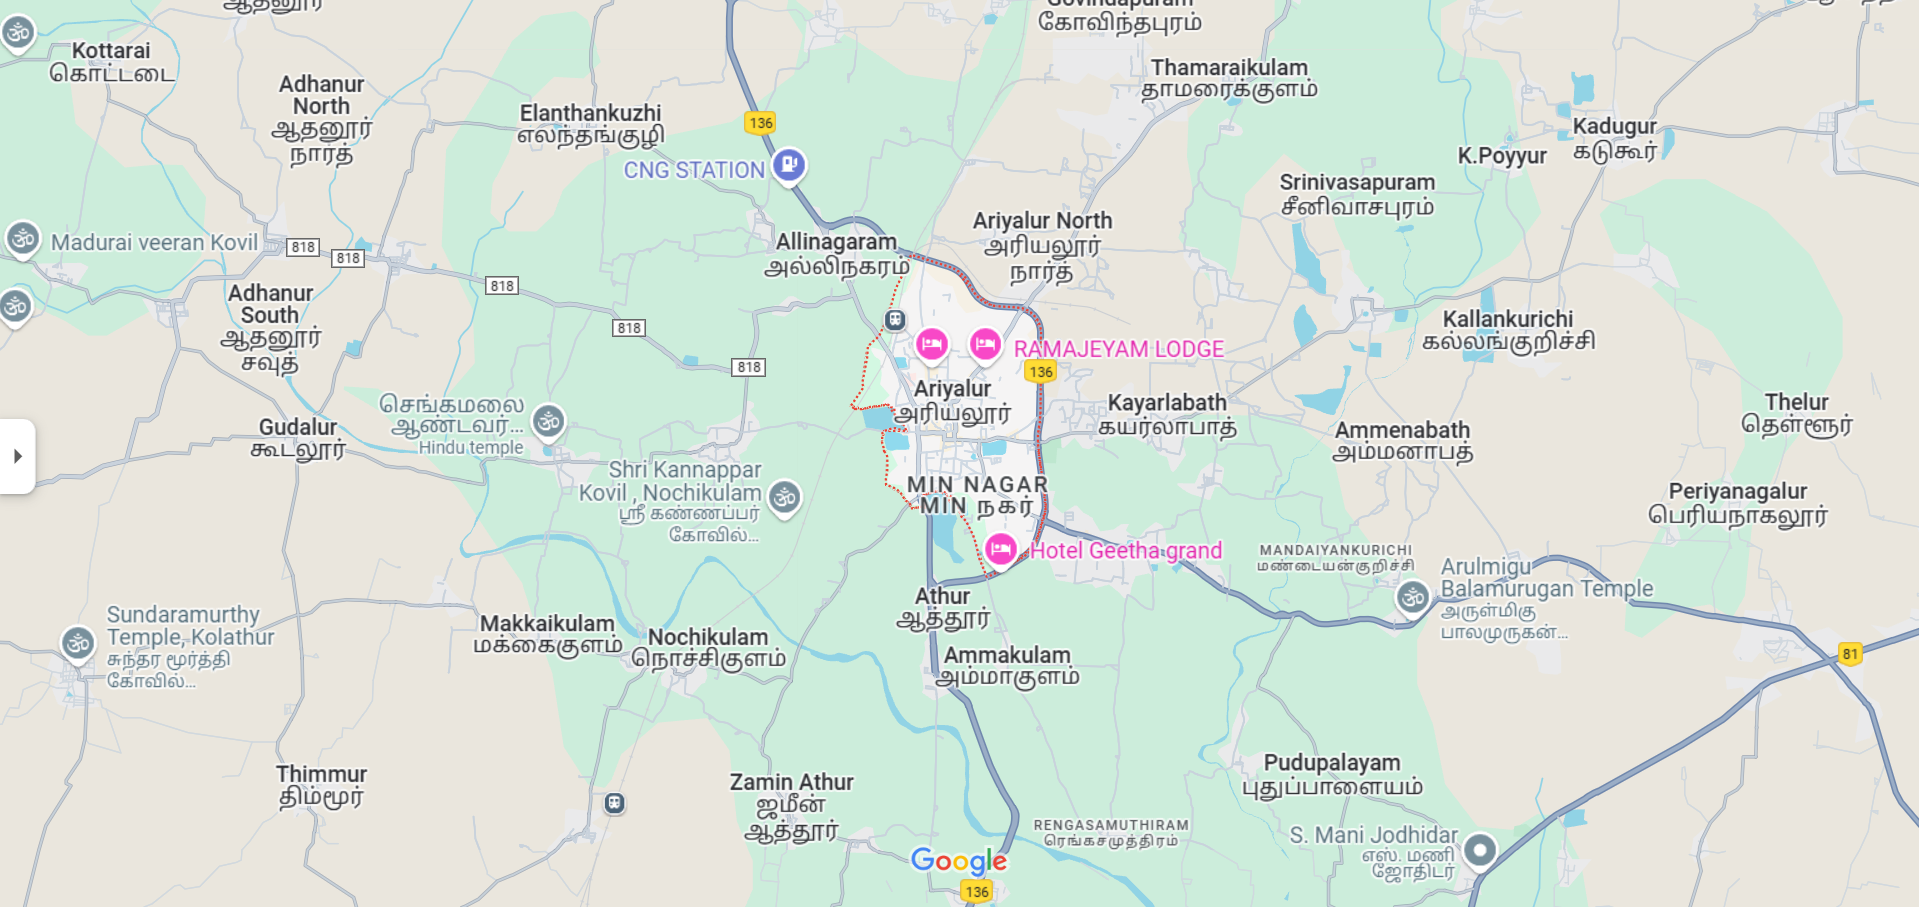 ஆதனூர்
Govindapuram
கோவிந்தபுரம்
Kottarai
கொட்டடை
Adhanur
North
ஆதனூர்
நார்த்
Elanthankuzhi
எலந்தங்குழி
136
CNG STATION
Thamaraikulam
தாமரைக்குளம்
Kadugur
கடுகூர்
K.Poyyur
Srinivasapuram
சீனிவாசபுரம்
Ariyalur North
அரியலூர்
நார்த்
Allinagaram
அல்லிநகரம்
Madurai veeran Kovil
818
818
818
818
818
Adhanur
South
ஆதனூர்
சவுத்
Kallankurichi
கல்லங்குறிச்சி
RAMAJEYAM LODGE
136
Ariyalur
அரியலூர்
Kayarlabath
கயர்லாபாத்
Thelur
தெள்ளூர்
செங்கமலை
ஆண்டவர்...
Hindu temple
Gudalur
கூடலூர்
Ammenabath
அம்மனாபத்
Shri Kannappar
Kovil , Nochikulam
ஸ்ரீ கண்ணப்பர்
கோவில்...
MIN NAGAR
MIN நகர்
Periyanagalur
பெரியநாகலூர்
Hotel Geetha grand
MANDAIYANKURICHI
மண்டையன்குறிச்சி
Arulmigu
Balamurugan Temple
அருள்மிகு
பாலமுருகன்...
Athur
ஆத்தூர்
Sundaramurthy
Temple, Kolathur
சுந்தர மூர்த்தி
கோவில்...
Makkaikulam
மக்கைகுளம்
Nochikulam
நொச்சிகுளம்
Ammakulam
அம்மாகுளம்
81
Thimmur
திம்மூர்
Zamin Athur
ஜமீன்
ஆத்தூர்
Pudupalayam
புதுப்பாளையம்
RENGASAMUTHIRAM
ரெங்கசமுத்திரம்
S. Mani Jodhidar
எஸ். மணி
ஜோதிடர்
Google
136